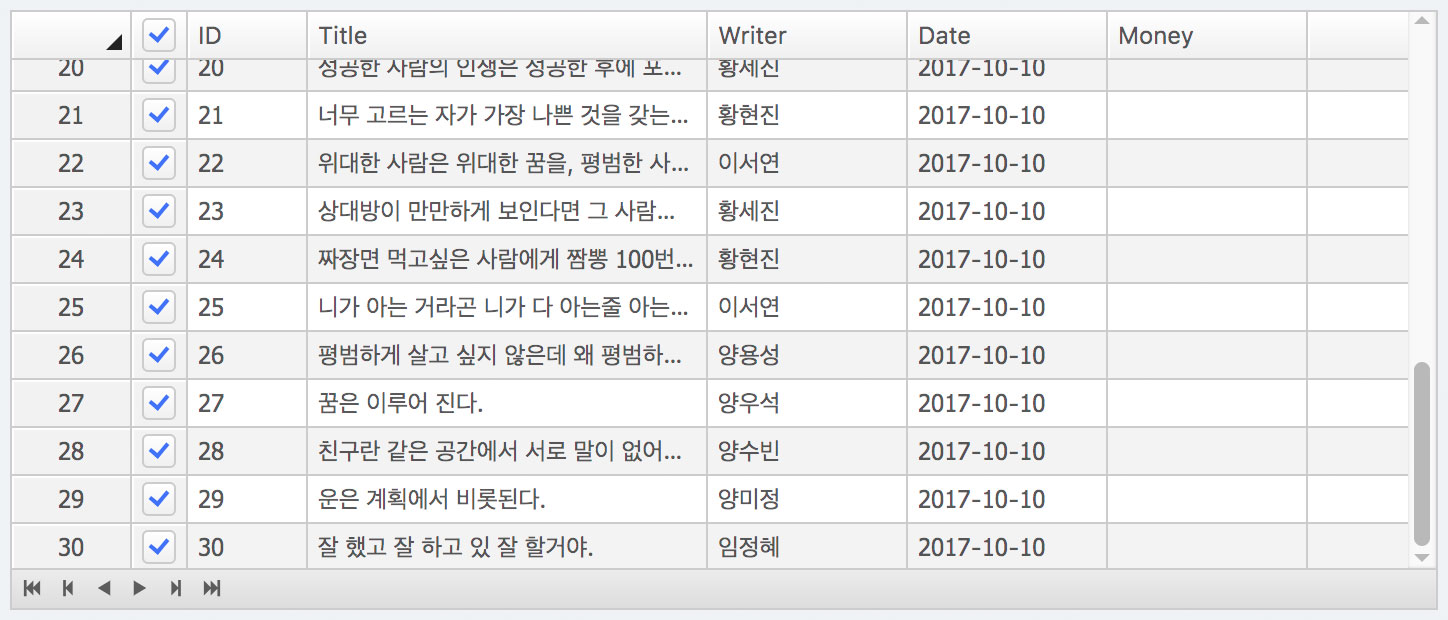 ID Title Writer Date Money
20 20 성공한 사람의 인생은 성공한 후에 포... 황세진 2017-10-10
21 21 너무 고르는 자가 가장 나쁜 것을 갖는... 황현진 2017-10-10
22 22 위대한 사람은 위대한 꿈을, 평범한 사... 이서연 2017-10-10
23 23 상대방이 만만하게 보인다면 그 사람... 황세진 2017-10-10
24 24 짜장면 먹고싶은 사람에게 짬뽕 100번... 황현진 2017-10-10
25 25 니가 아는 거라곤 니가 다 아는줄 아는... 이서연 2017-10-10
26 26 평범하게 살고 싶지 않은데 왜 평범하... 양용성 2017-10-10
27 27 꿈은 이루어 진다. 양우석 2017-10-10
28 28 친구란 같은 공간에서 서로 말이 없어... 양수빈 2017-10-10
29 29 운은 계획에서 비롯된다. 양미정 2017-10-10
30 30 잘 했고 잘 하고 있 잘 할거야. 임정혜 2017-10-10